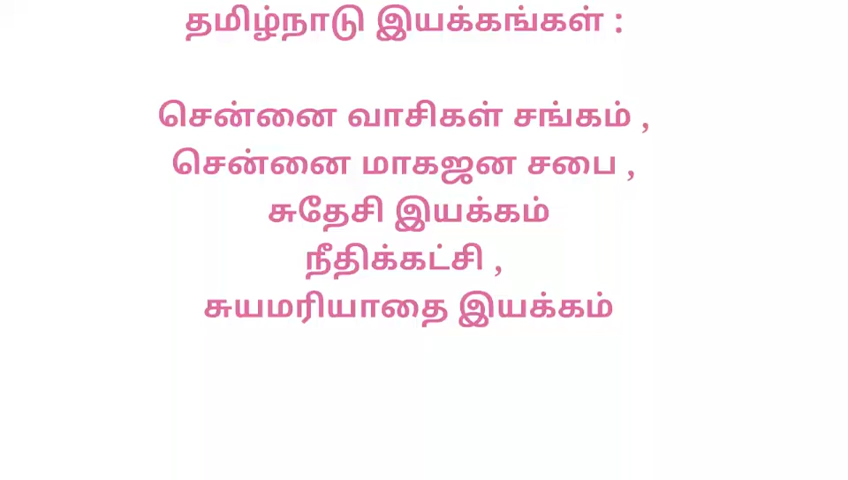 தமிழ்நாடு இயக்கங்கள் :
சென்னை வாசிகள் சங்கம் ,
சென்னை மாகஜன சபை ,
சுதேசி இயக்கம்
நீதிக்கட்சி ,
சுயமரியாதை இயக்கம்